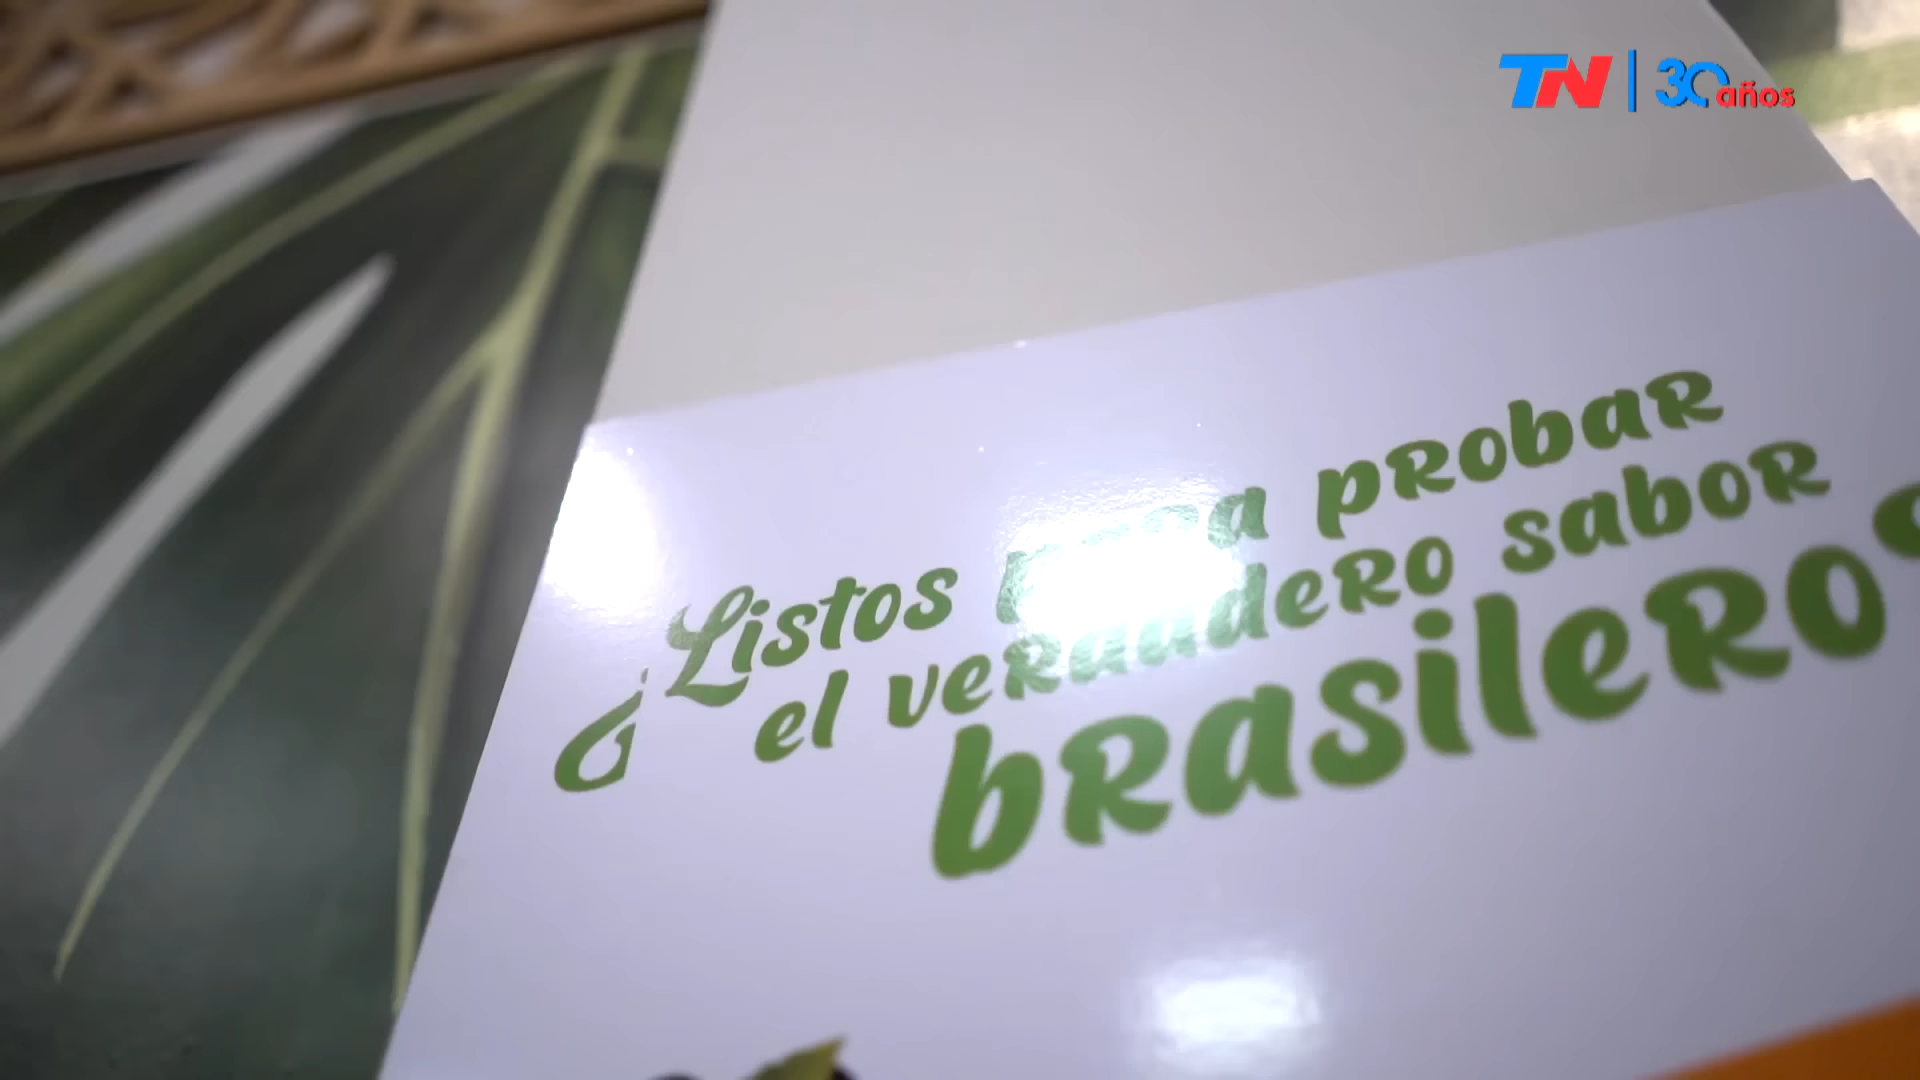 TN | 30 años
¿Listos para probar
el verdadero sabor
brasilero?